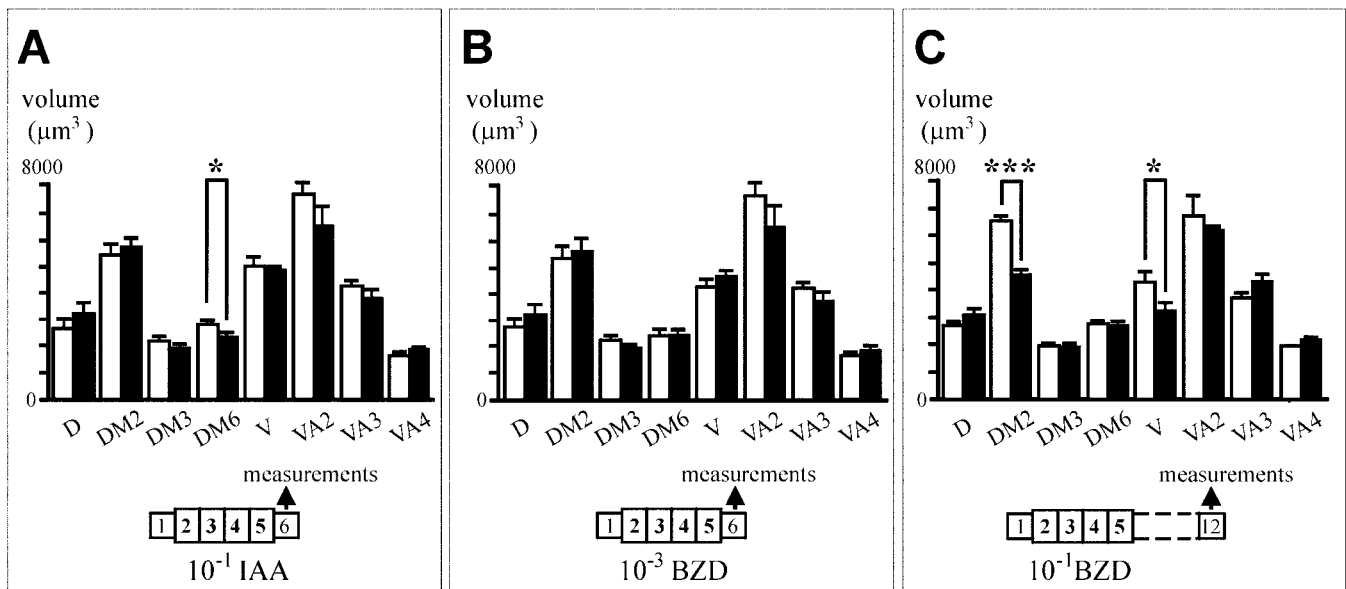 A
volume
(μm³)
8000
*
0
D DM2 DM3 DM6 V VA2 VA3 VA4
measurements
1 2 3 4 5 6
10⁻¹ IAA
B
volume
(μm³)
8000
0
D DM2 DM3 DM6 V VA2 VA3 VA4
measurements
1 2 3 4 5 6
10⁻³ BZD
C
volume
(μm³)
8000
*** *
0
D DM2 DM3 DM6 V VA2 VA3 VA4
measurements
1 2 3 4 5 12
10⁻¹BZD